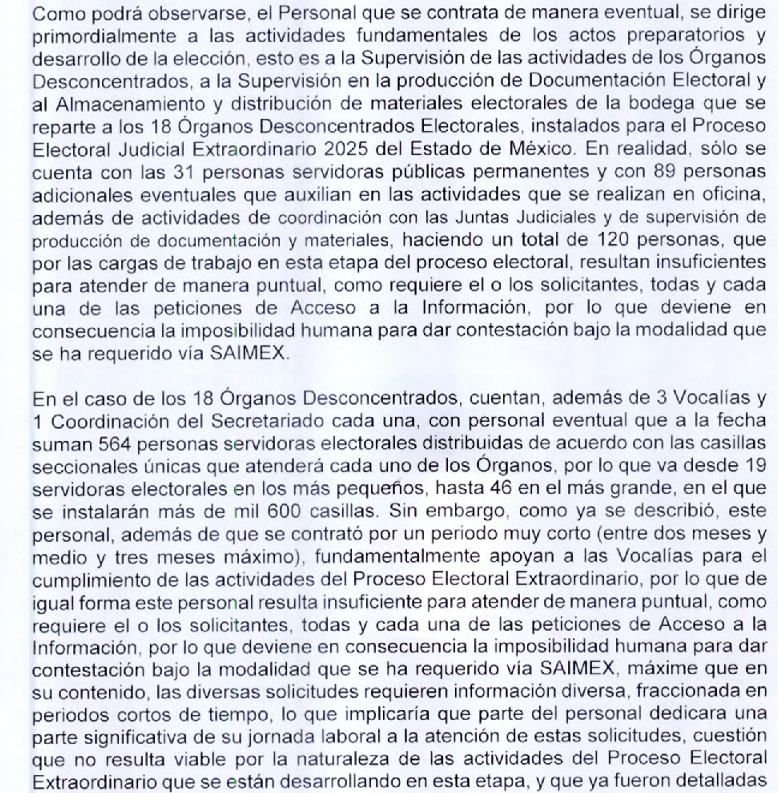 Como podrá observarse, el Personal que se contrata de manera eventual, se dirige
primordialmente a las actividades fundamentales de los actos preparatorios y
desarrollo de la elección, esto es a la Supervisión de las actividades de los Órganos
Desconcentrados, a la Supervisión en la producción de Documentación Electoral y
al Almacenamiento y distribución de materiales electorales de la bodega que se
reparte a los 18 Órganos Desconcentrados Electorales, instalados para el Proceso
Electoral Judicial Extraordinario 2025 del Estado de México. En realidad, sólo se
cuenta con las 31 personas servidoras públicas permanentes y con 89 personas
adicionales eventuales que auxilian en las actividades que se realizan en oficina,
además de actividades de coordinación con las Juntas Judiciales y de supervisión de
producción de documentación y materiales, haciendo un total de 120 personas, que
por las cargas de trabajo en esta etapa del proceso electoral, resultan insuficientes
para atender de manera puntual, como requiere el o los solicitantes, todas y cada
una de las peticiones de Acceso a la Información, por lo que deviene en
consecuencia la imposibilidad humana para dar contestación bajo la modalidad que
se ha requerido vía SAIMEX.
En el caso de los 18 Órganos Desconcentrados, cuentan, además de 3 Vocalías y
1 Coordinación del Secretariado cada una, con personal eventual que a la fecha
suman 564 personas servidoras electorales distribuidas de acuerdo con las casillas
seccionales únicas que atenderá cada uno de los Órganos, por lo que va desde 19
servidoras electorales en los más pequeños, hasta 46 en el más grande, en el que
se instalarán más de mil 600 casillas. Sin embargo, como ya se describió, este
personal, además de que se contrató por un periodo muy corto (entre dos meses y
medio y tres meses máximo), fundamentalmente apoyan a las Vocalías para el
cumplimiento de las actividades del Proceso Electoral Extraordinario, por lo que de
igual forma este personal resulta insuficiente para atender de manera puntual, como
requiere el o los solicitantes, todas y cada una de las peticiones de Acceso a la
Información, por lo que deviene en consecuencia la imposibilidad humana para dar
contestación bajo la modalidad que se ha requerido vía SAIMEX, máxime que en
su contenido, las diversas solicitudes requieren información diversa, fraccionada en
periodos cortos de tiempo, lo que implicaría que parte del personal dedicara una
parte significativa de su jornada laboral a la atención de estas solicitudes, cuestión
que no resulta viable por la naturaleza de las actividades del Proceso Electoral
Extraordinario que se están desarrollando en esta etapa, y que ya fueron detalladas